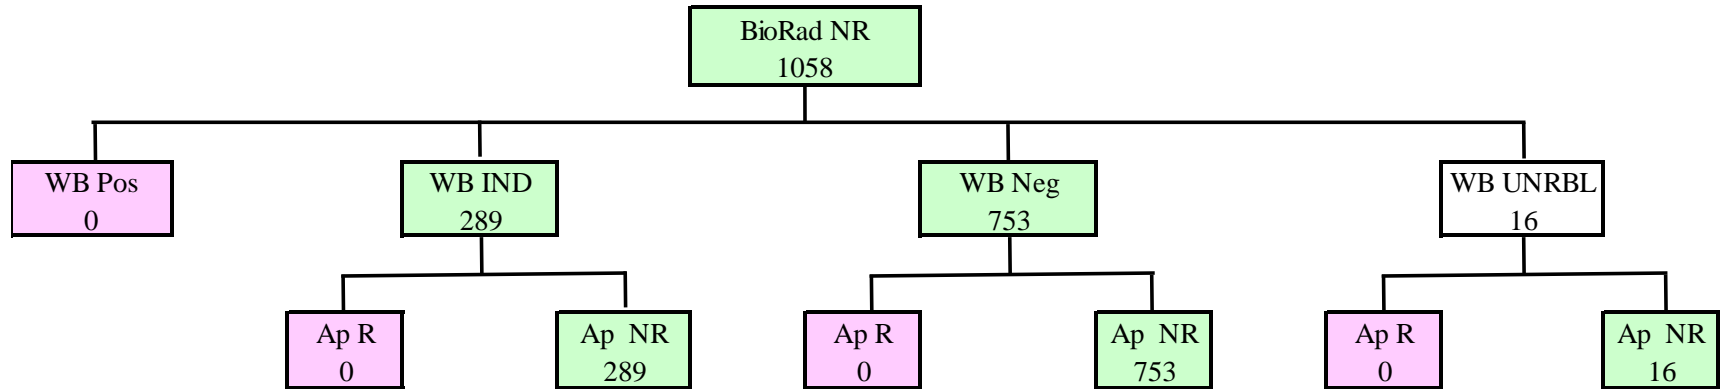 BioRad NR
1058
WB Pos
0
WB IND
289
WB Neg
753
WB UNRBL
16
Ap R
0
Ap NR
289
Ap R
0
Ap NR
753
Ap R
0
Ap NR
16